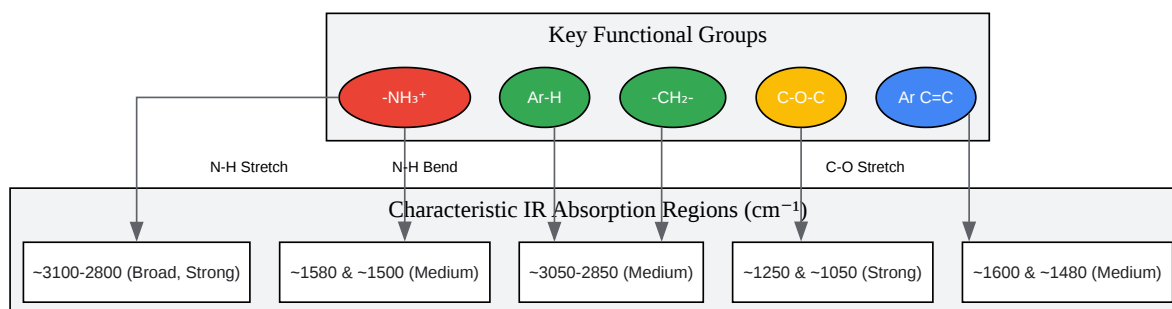 Key Functional Groups
-NH₃⁺
Ar-H
-CH₂-
C-O-C
Ar C=C
N-H Stretch
N-H Bend
C-O Stretch
Characteristic IR Absorption Regions (cm⁻¹)
~3100-2800 (Broad, Strong)
~1580 & ~1500 (Medium)
~3050-2850 (Medium)
~1250 & ~1050 (Strong)
~1600 & ~1480 (Medium)